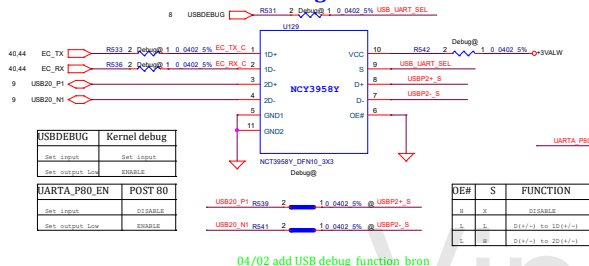 8 USBDEBUG R531 2 Debug@ 1 0_0402_5% USB_UART_SEL
U129
40,44 EC_TX R533 2 Debug@ 1 0_0402_5% EC_TX_C 1 1D+ VCC 10 R542 2 Debug@ 1 0_0402_5% +3VALW
40,44 EC_RX R536 2 Debug@ 1 0_0402_5% EC_RX_C 2 1D- S 9 USB_UART_SEL
9 USB20_P1 3 2D+ D+ 8 USBP2+_S
NCY3958Y
9 USB20_N1 4 2D- D- 7 USBP2-_S
5 GND1 OE# 6
11 GND2
NCT3958Y_DFN10_3X3
Debug@
USBDEBUG Kernel debug
Set input Set input
Set output Low ENABLE
UARTA_P80
UARTA_P80_EN POST 80
Set input DISABLE
Set output Low ENABLE
USB20_P1 R539 2 1 0_0402_5% @ USBP2+_S
USB20_N1 R541 2 1 0_0402_5% @ USBP2-_S
OE# S FUNCTION
H X DISABLE
L L D(+/-) to 1D(+/-)
L H D(+/-) to 2D(+/-)
04/02 add USB debug function bron